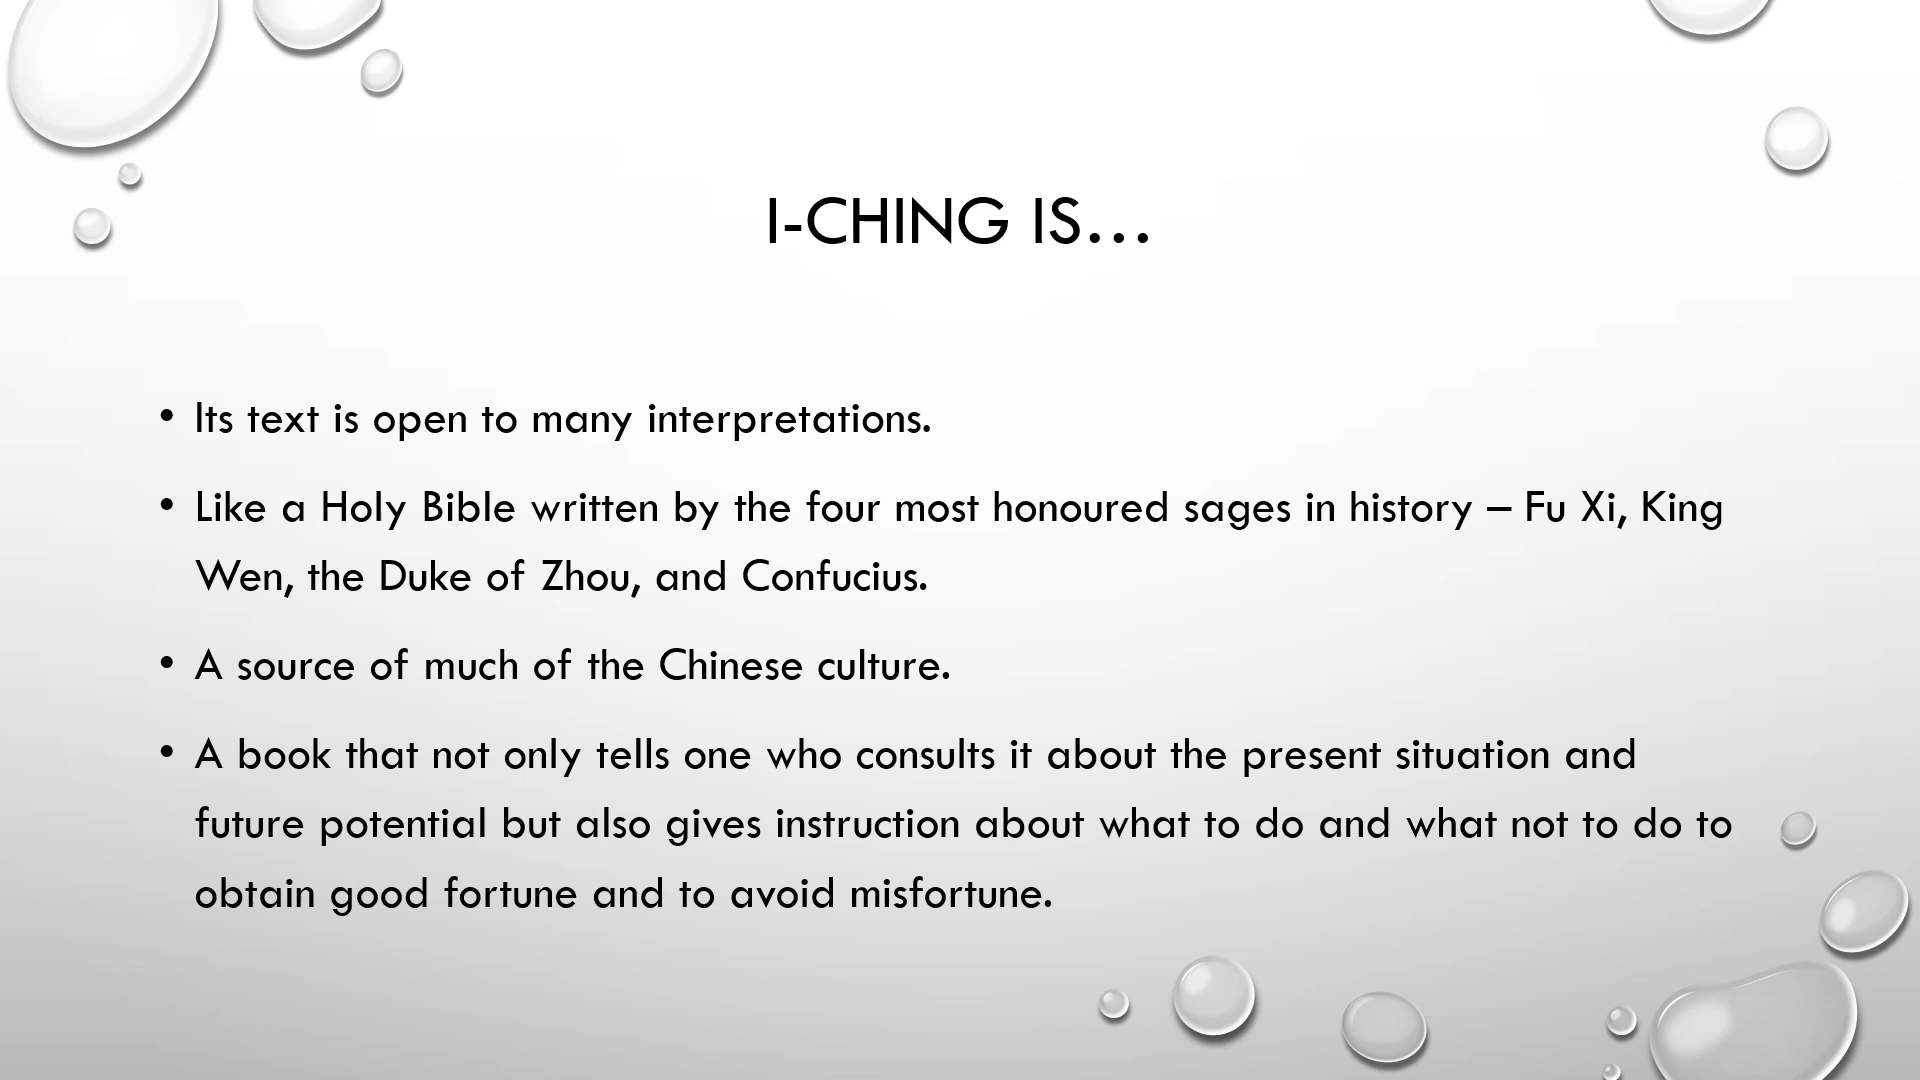 I-CHING IS…
• Its text is open to many interpretations.
• Like a Holy Bible written by the four most honoured sages in history – Fu Xi, King
Wen, the Duke of Zhou, and Confucius.
• A source of much of the Chinese culture.
• A book that not only tells one who consults it about the present situation and
future potential but also gives instruction about what to do and what not to do to
obtain good fortune and to avoid misfortune.